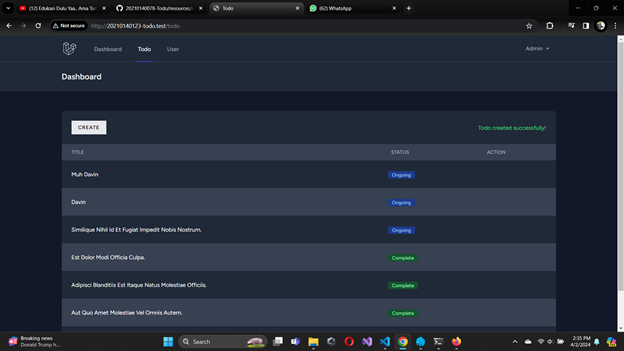 (12) Edukasi Dulu Yaa.. Ama Ta
20210140078-Todo/resources/
Todo
(62) WhatsApp
Not secure
http://20210140123-todo.test/todo
Dashboard Todo User Admin
Dashboard
CREATE Todo created successfully!
TITLE STATUS ACTION
Muh Davin Ongoing
Davin Ongoing
Similique Nihil Id Et Fugiat Impedit Nobis Nostrum. Ongoing
Est Dolor Modi Officia Culpa. Complete
Adipisci Blanditiis Est Itaque Natus Molestiae Officiis. Complete
Aut Quo Amet Molestiae Vel Omnis Autem. Complete
Breaking news
Donald Trump h...
Search
2:35 PM
4/2/2024